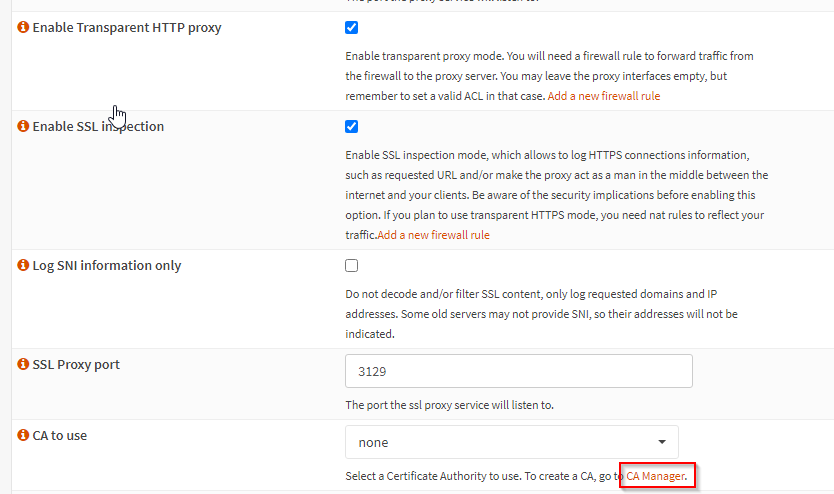 The port the proxy service will listen to.
Enable Transparent HTTP proxy
Enable transparent proxy mode. You will need a firewall rule to forward traffic from
the firewall to the proxy server. You may leave the proxy interfaces empty, but
remember to set a valid ACL in that case. Add a new firewall rule
Enable SSL inspection
Enable SSL inspection mode, which allows to log HTTPS connections information,
such as requested URL and/or make the proxy act as a man in the middle between the
internet and your clients. Be aware of the security implications before enabling this
option. If you plan to use transparent HTTPS mode, you need nat rules to reflect your
traffic.Add a new firewall rule
Log SNI information only
Do not decode and/or filter SSL content, only log requested domains and IP
addresses. Some old servers may not provide SNI, so their addresses will not be
indicated.
SSL Proxy port
3129
The port the ssl proxy service will listen to.
CA to use
none
Select a Certificate Authority to use. To create a CA, go to CA Manager.